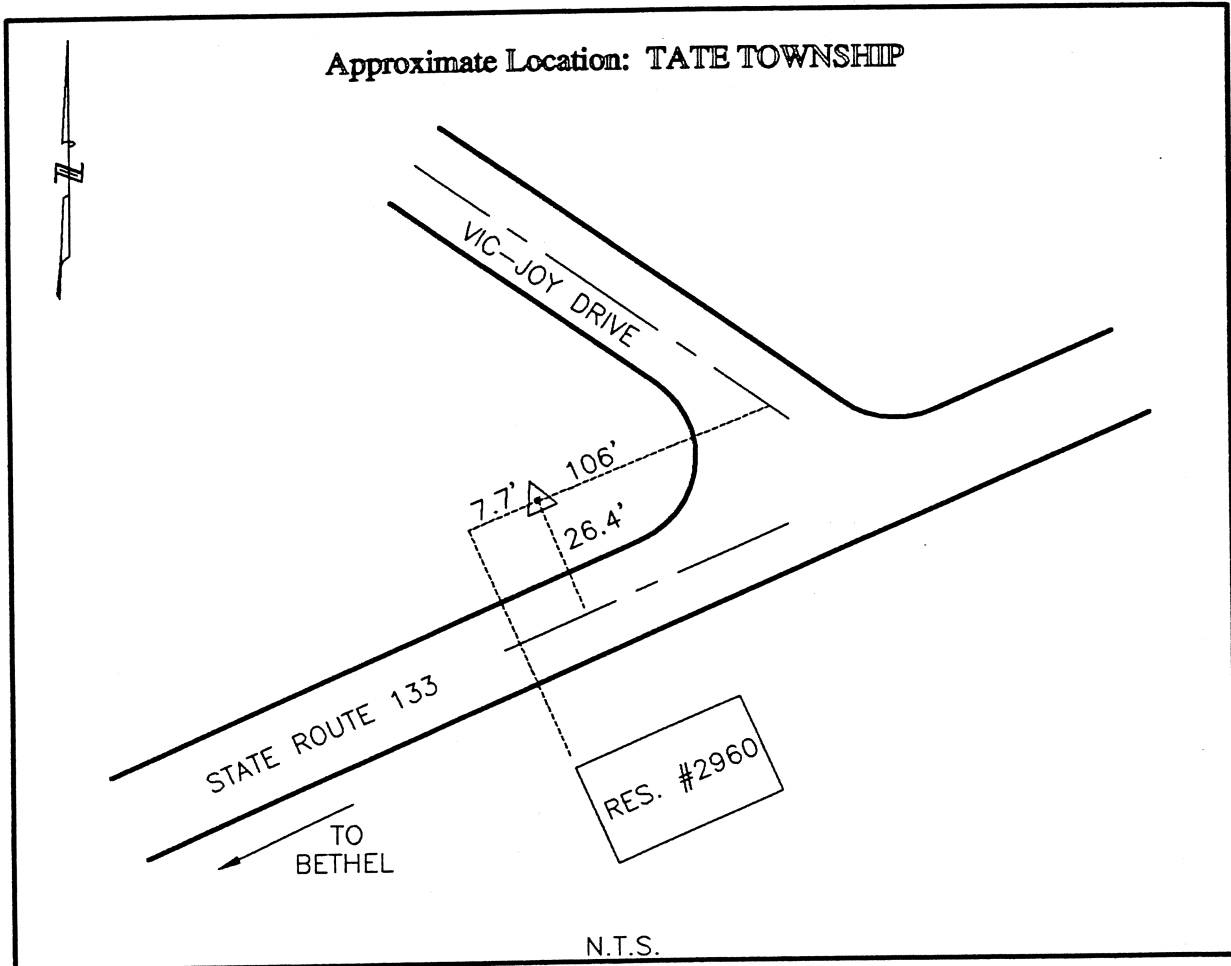 Approximate Location: TATE TOWNSHIP
N
VIC-JOY DRIVE
106'
7.7'
26.4'
STATE ROUTE 133
RES. #2960
TO
BETHEL
N.T.S.